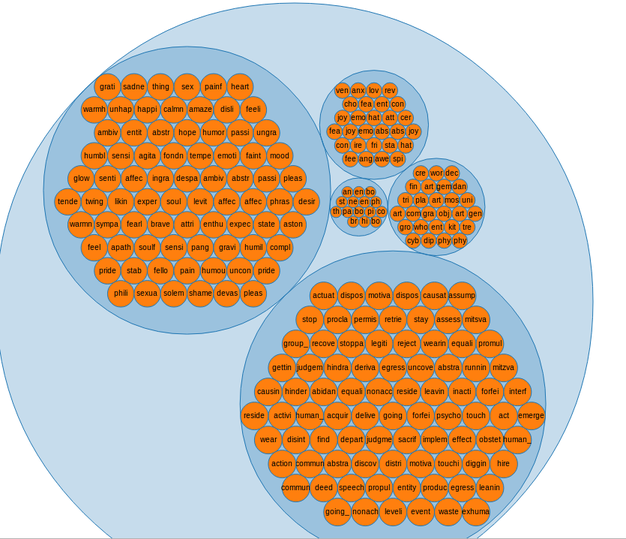 grati sadne thing sex painf heart
warmh unhap happi calmn amaze disli feeli
ambiv entit abstr hope humor passi ungra
humbl sensi agita fondn tempe emoti faint mood
glow senti affec ingra despa ambiv abstr passi pleas
tende twing likin exper soul levit affec affec phras desir
warmn sympa fearl brave attri enthu expec state aston
feel apath souff sensi pang gravi humil compl
pride stab fello pain humou uncon pride
phili sexua solem shame devas pleas
ven anx lov rev
cho fea ent con
joy emo hat att cer
fea joy emo abs abs joy
con ire fri sta hat
fee lang awe spi
an en bo
st me en ph
th pa bo pi co
br hi bo
cre wor dec
fin art gem dan
tri pla art mos uni
art com gra obj art gen
gro who enti kit tre
cyb dip phy phy
actuat dispos motiva dispos causat assump
stop procla permis retrie stay assess mitsva
group_ recove stoppa legiti reject wearin equali promul
gettin judgem hindra deriva egress uncove abstra runnin mitzva
causin hinder abidan equali nonacc reside leavin inacti forfei interf
reside activi human_ acquir delive going forfei psycho touch act emerge
wear disint find depart judgme sacrif implem effect obstet human_
action commun abstra discov distri motiva touchi diggin hire
commun deed speech propul entity produc egress leanin
going_ nonach leveli event waste exhuma